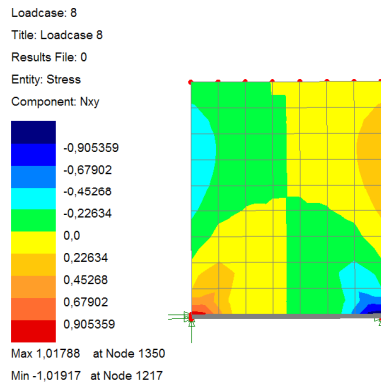 Loadcase: 8
Title: Loadcase 8
Results File: 0
Entity: Stress
Component: Nxy
-0,905359
-0,67902
-0,45268
-0,22634
0,0
0,22634
0,45268
0,67902
0,905359
Max 1,01788 at Node 1350
Min -1,01917 at Node 1217